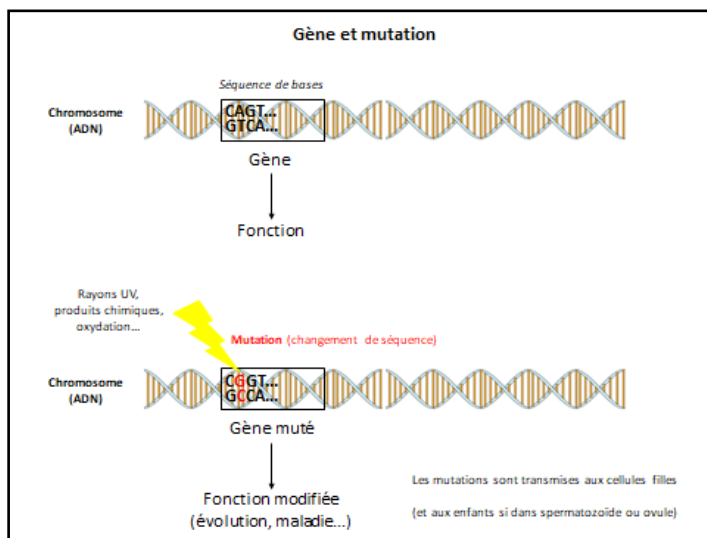 Gène et mutation
Séquence de bases
Chromosome
(ADN)
CAGT...
GTCA...
Gène
Fonction
Rayons UV,
produits chimiques,
oxydation...
Mutation (changement de séquence)
Chromosome
(ADN)
CGGT...
GCCA...
Gène muté
Fonction modifiée
(évolution, maladie...)
Les mutations sont transmises aux cellules filles
(et aux enfants si dans spermatozoïde ou ovule)